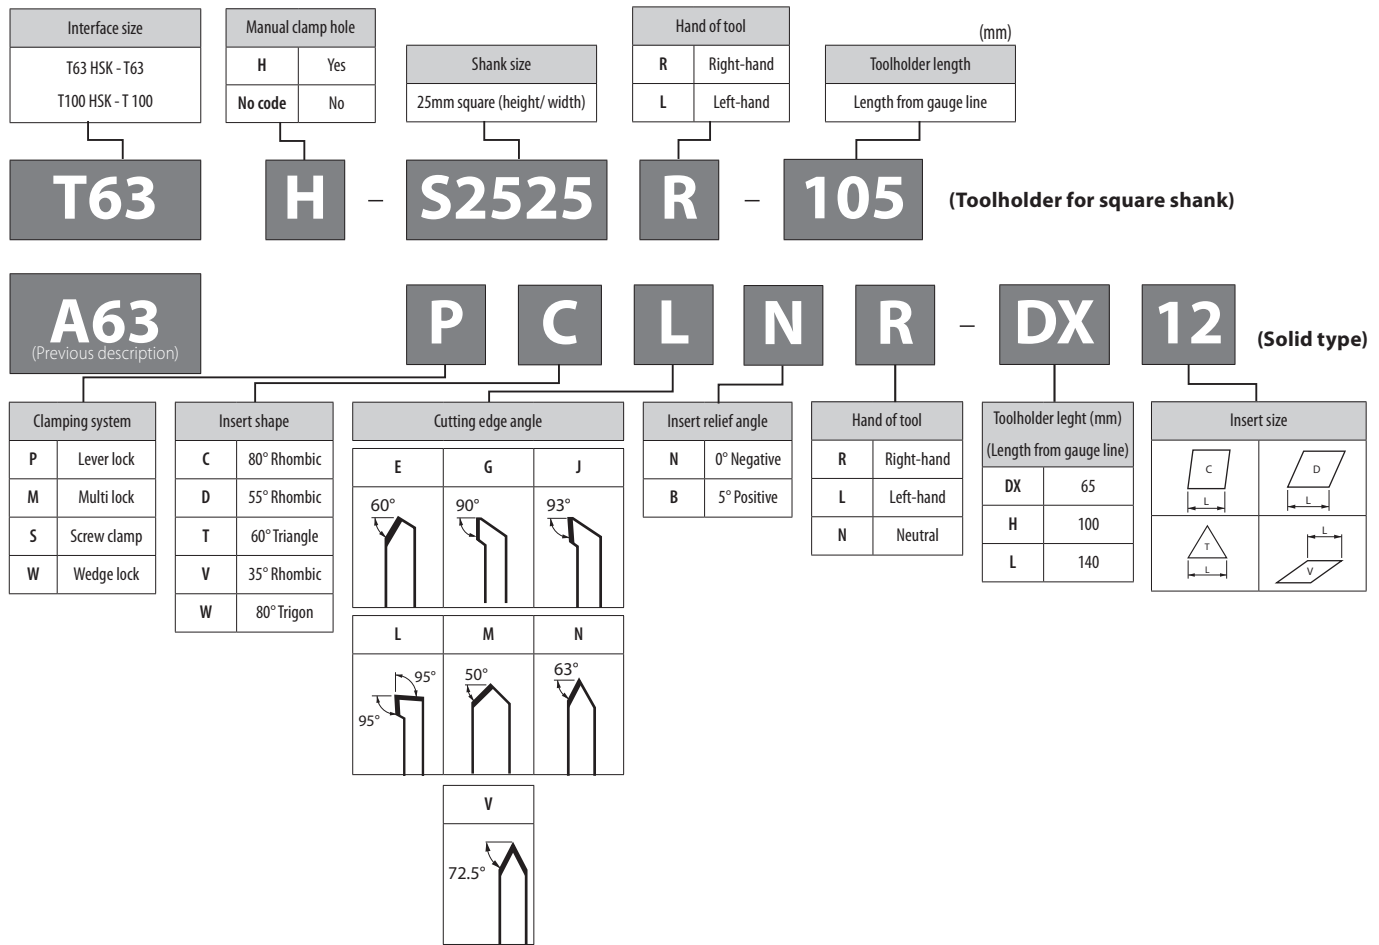 Interface size
T63 HSK - T63
T100 HSK - T 100
Manual clamp hole
H Yes
No code No
Shank size
25mm square (height/ width)
Hand of tool
R Right-hand
L Left-hand
(mm)
Toolholder length
Length from gauge line
T63 H – S2525 R – 105 (Toolholder for square shank)
A63 P C L N R – DX 12 (Solid type)
(Previous description)
Clamping system
P Lever lock
M Multi lock
S Screw clamp
W Wedge lock
Insert shape
C 80° Rhombic
D 55° Rhombic
T 60° Triangle
V 35° Rhombic
W 80° Trigon
Cutting edge angle
E G J
60° 90° 93°
L M N
95° 50° 63°
95°
V
72.5°
Insert relief angle
N 0° Negative
B 5° Positive
Hand of tool
R Right-hand
L Left-hand
N Neutral
Toolholder leght (mm)
(Length from gauge line)
DX 65
H 100
L 140
Insert size
C D
L L
L
T V
L